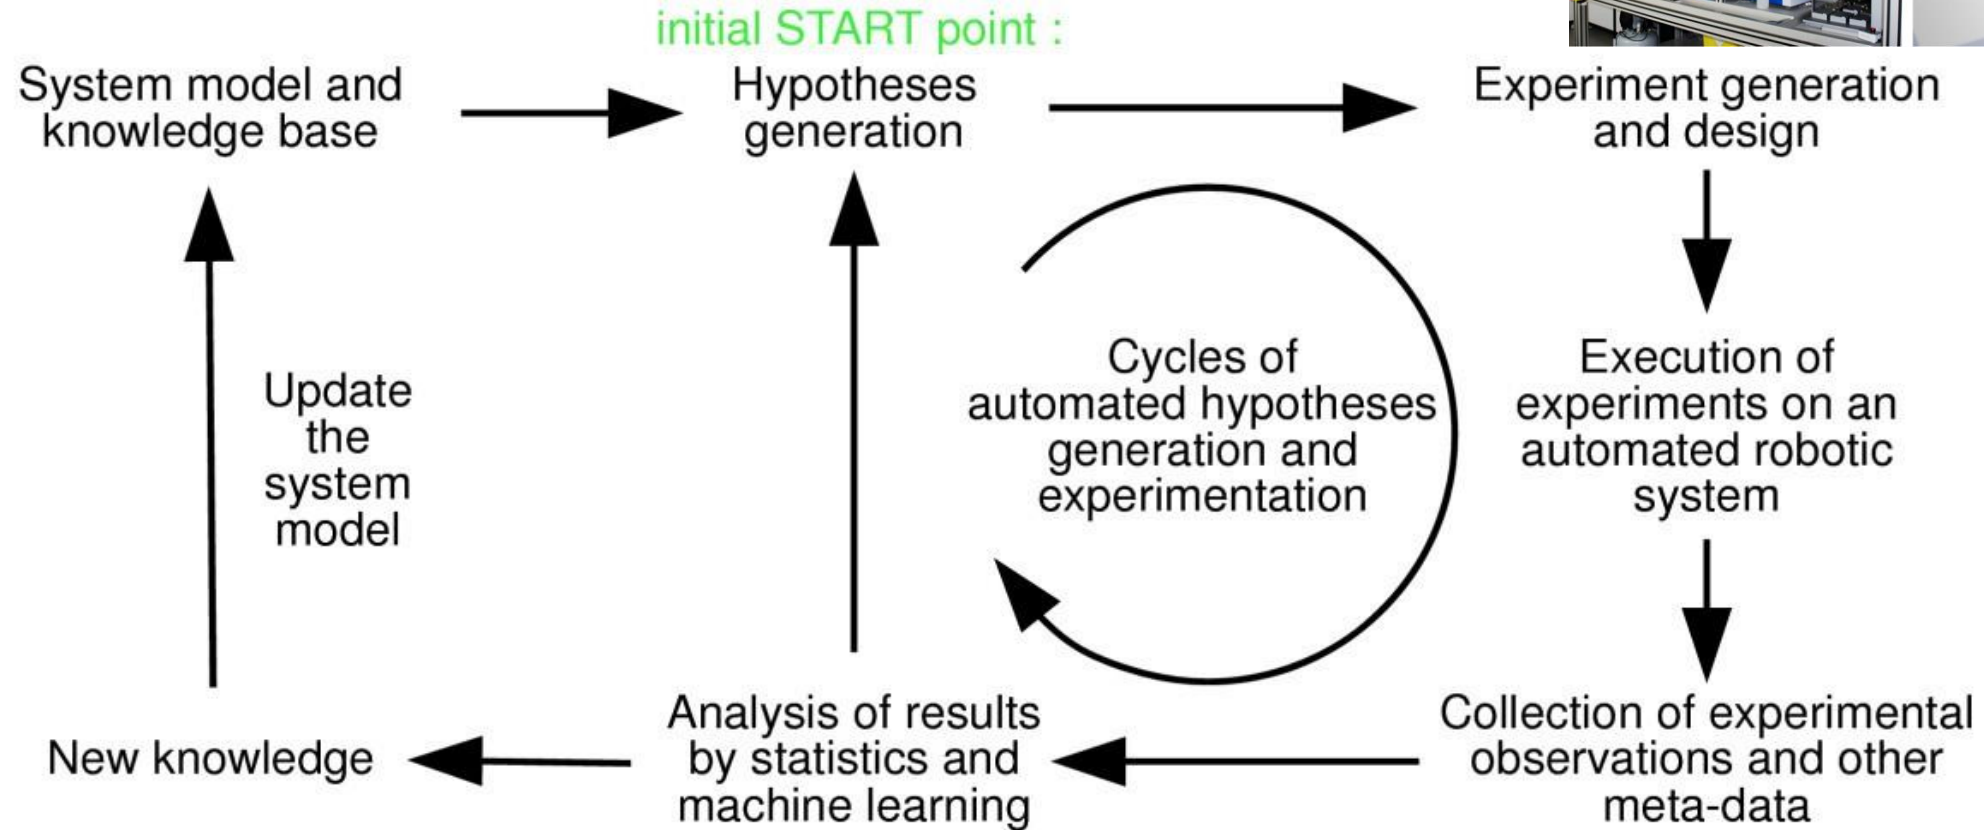 initial START point :
System model and
knowledge base
Hypotheses
generation
Experiment generation
and design
Update
the
system
model
Cycles of
automated hypotheses
generation and
experimentation
Execution of
experiments on an
automated robotic
system
New knowledge
Analysis of results
by statistics and
machine learning
Collection of experimental
observations and other
meta-data